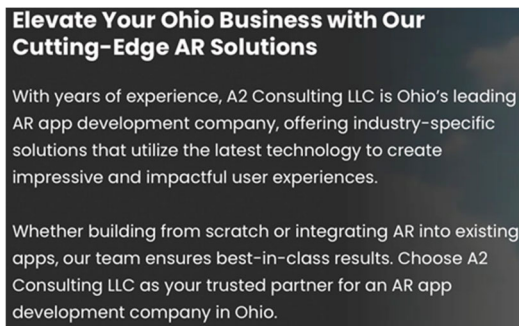 Elevate Your Ohio Business with Our
Cutting-Edge AR Solutions
With years of experience, A2 Consulting LLC is Ohio’s leading
AR app development company, offering industry-specific
solutions that utilize the latest technology to create
impressive and impactful user experiences.
Whether building from scratch or integrating AR into existing
apps, our team ensures best-in-class results. Choose A2
Consulting LLC as your trusted partner for an AR app
development company in Ohio.